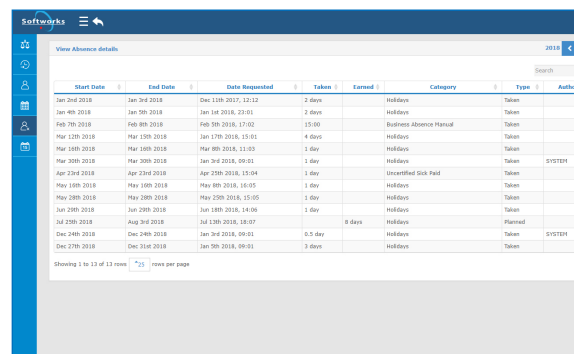 Softworks
View Absence details 2018
Search
Start Date End Date Date Requested Taken Earned Category Type
Jan 2nd 2018 Jan 3rd 2018 Dec 11th 2017, 12:12 2 days Holidays Taken
Jan 4th 2018 Jan 5th 2018 Jan 1st 2018, 23:01 2 days Holidays Taken
Feb 7th 2018 Feb 8th 2018 Feb 5th 2018, 17:02 15:00 Business Absence Manual Taken
Mar 12th 2018 Mar 15th 2018 Jan 17th 2018, 15:01 4 days Holidays Taken
Mar 16th 2018 Mar 16th 2018 Mar 8th 2018, 11:03 1 day Holidays Taken
Mar 30th 2018 Mar 30th 2018 Jan 3rd 2018, 09:01 1 day Holidays Taken SYSTEM
Apr 23rd 2018 Apr 23rd 2018 Apr 25th 2018, 15:04 1 day Uncertified Sick Paid Taken
May 16th 2018 May 16th 2018 May 8th 2018, 16:05 1 day Holidays Taken
May 28th 2018 May 28th 2018 May 25th 2018, 15:05 1 day Holidays Taken
Jun 29th 2018 Jun 29th 2018 Jun 18th 2018, 14:06 1 day Holidays Taken
Jul 25th 2018 Aug 3rd 2018 Jul 13th 2018, 18:07 8 days Holidays Planned
Dec 24th 2018 Dec 24th 2018 Jan 3rd 2018, 09:01 0.5 day Holidays Taken SYSTEM
Dec 27th 2018 Dec 31st 2018 Jan 5th 2018, 09:01 3 days Holidays Taken
Showing 1 to 13 of 13 rows 25 rows per page